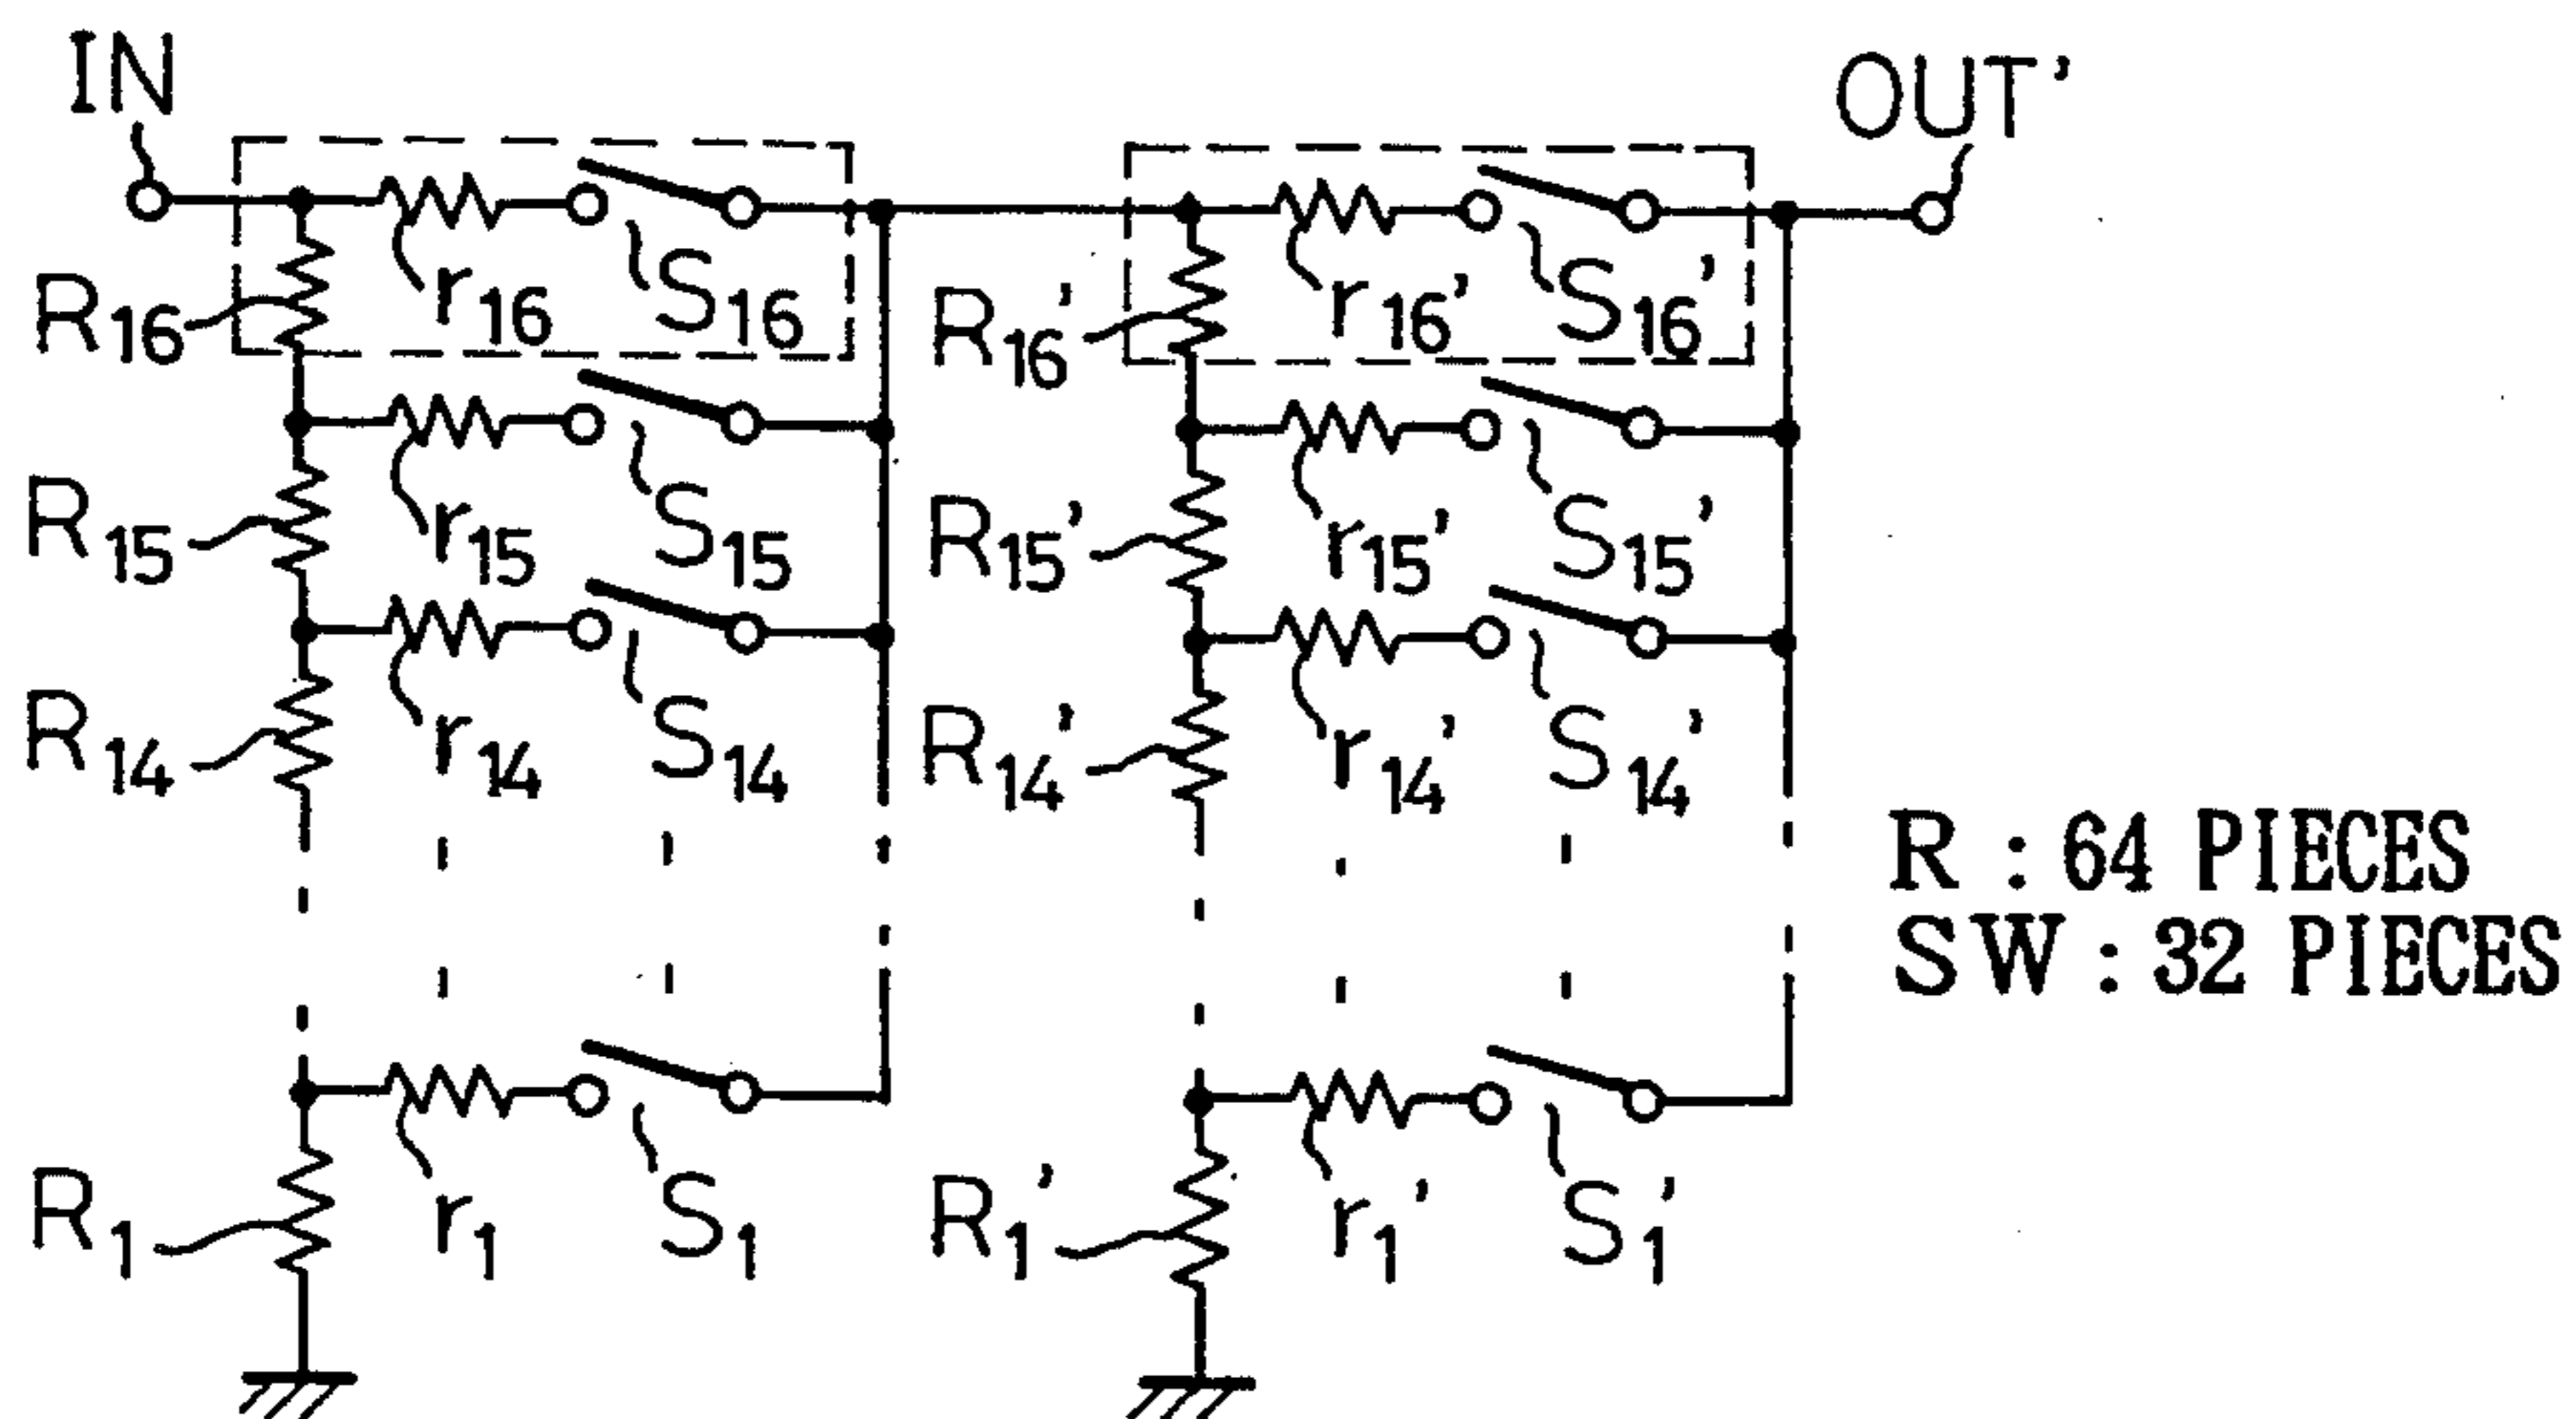 IN
OUT'
R16 r16 S16 R16' r16' S16'
R15 r15 S15 R15' r15' S15'
R14 r14 S14 R14' r14' S14'
R : 64 PIECES
SW : 32 PIECES
R1 r1 S1 R1' r1' S1'